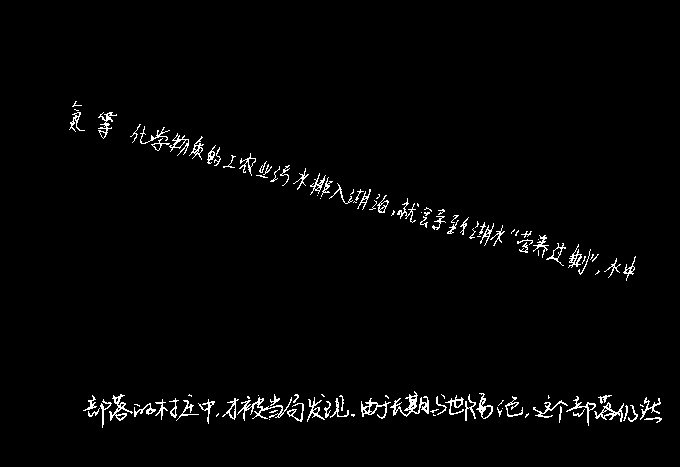 氮等化学物质的工农业污水排入湖泊,就会导致湖水“营养过剩”,水中
部落的村庄中,才被当局发现.由于长期与世隔绝,这个部落仍然